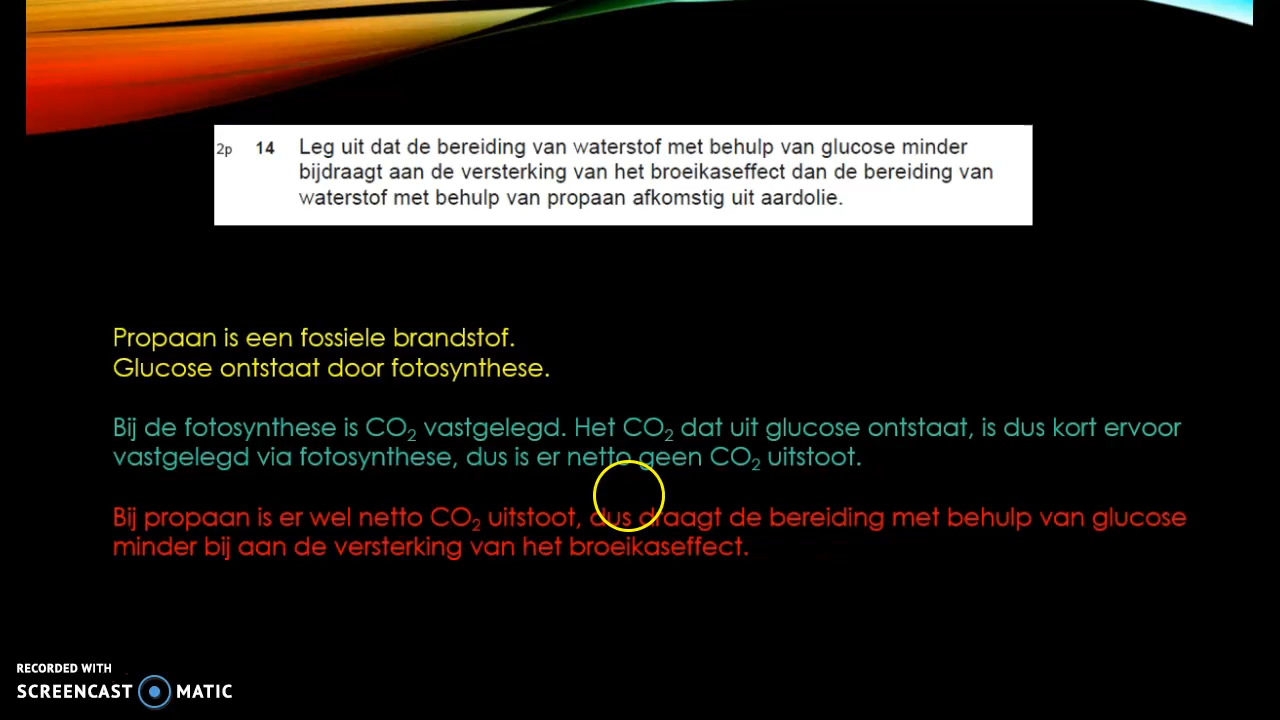 2p 14 Leg uit dat de bereiding van waterstof met behulp van glucose minder
bijdraagt aan de versterking van het broeikaseffect dan de bereiding van
waterstof met behulp van propaan afkomstig uit aardolie.
Propaan is een fossiele brandstof.
Glucose ontstaat door fotosynthese.
Bij de fotosynthese is CO₂ vastgelegd. Het CO₂ dat uit glucose ontstaat, is dus kort ervoor
vastgelegd via fotosynthese, dus is er netto geen CO₂ uitstoot.
Bij propaan is er wel netto CO₂ uitstoot, dus draagt de bereiding met behulp van glucose
minder bij aan de versterking van het broeikaseffect.
RECORDED WITH
SCREENCAST MATIC